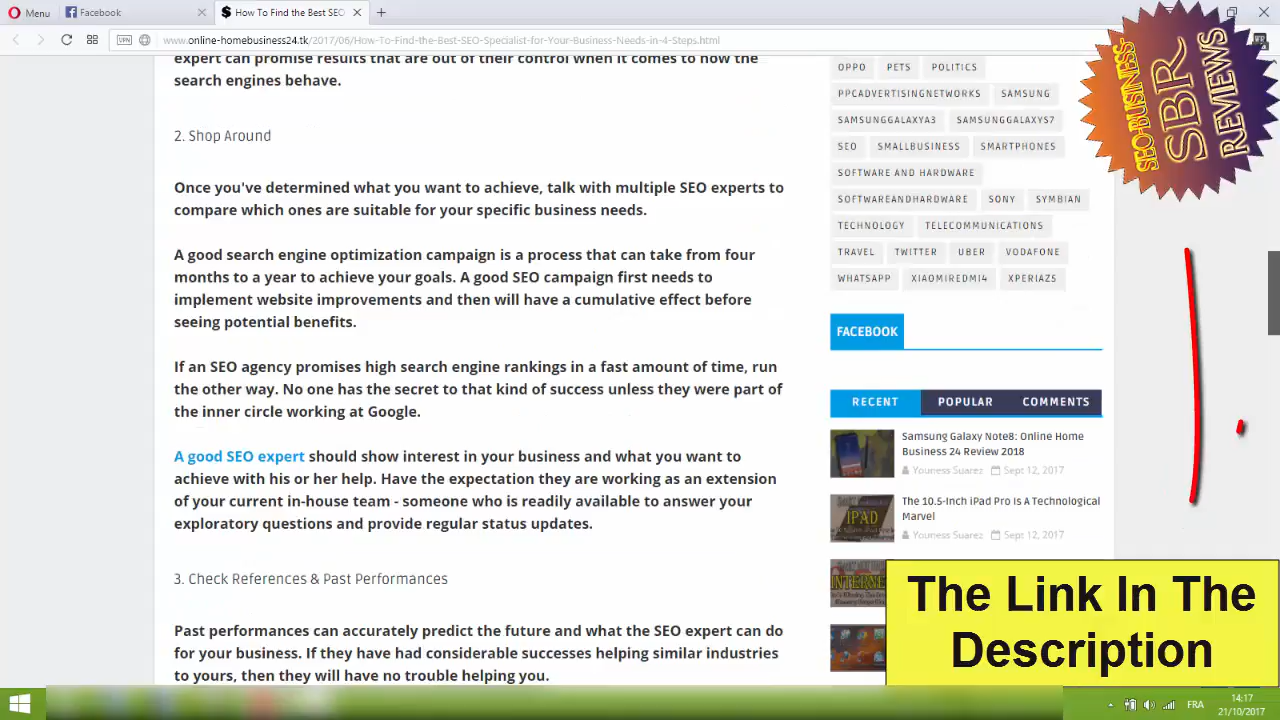 Menu
Facebook
$ How To Find the Best SEO
VPN
www.online-homebusiness24.tk/2017/06/How-To-Find-the-Best-SEO-Specialist-for-Your-Business-Needs-in-4-Steps.html
expert can promise results that are out of their control when it comes to how the
search engines behave.
2. Shop Around
Once you've determined what you want to achieve, talk with multiple SEO experts to
compare which ones are suitable for your specific business needs.
A good search engine optimization campaign is a process that can take from four
months to a year to achieve your goals. A good SEO campaign first needs to
implement website improvements and then will have a cumulative effect before
seeing potential benefits.
If an SEO agency promises high search engine rankings in a fast amount of time, run
the other way. No one has the secret to that kind of success unless they were part of
the inner circle working at Google.
A good SEO expert should show interest in your business and what you want to
achieve with his or her help. Have the expectation they are working as an extension
of your current in-house team - someone who is readily available to answer your
exploratory questions and provide regular status updates.
3. Check References & Past Performances
Past performances can accurately predict the future and what the SEO expert can do
for your business. If they have had considerable successes helping similar industries
to yours, then they will have no trouble helping you.
OPPO PETS POLITICS
PPCADVERTISINGNETWORKS SAMSUNG
SAMSUNGGALAXYA3 SAMSUNGGALAXYS7
SEO SMALLBUSINESS SMARTPHONES
SOFTWARE AND HARDWARE
SOFTWAREANDHARDWARE SONY SYMBIAN
TECHNOLOGY TELECOMMUNICATIONS
TRAVEL TWITTER UBER VODAFONE
WHATSAPP XIAOMIREDMI4 XPERIAZ5
FACEBOOK
RECENT POPULAR COMMENTS
Samsung Galaxy Note8: Online Home
Business 24 Review 2018
Youness Suarez Sept 12, 2017
The 10.5-Inch iPad Pro Is A Technological
Marvel
Youness Suarez Sept 12, 2017
IPAD
INTERNE
SEO-BUSINESS
SBR
REVIEWS
The Link In The
Description
FRA
14:17
21/10/2017